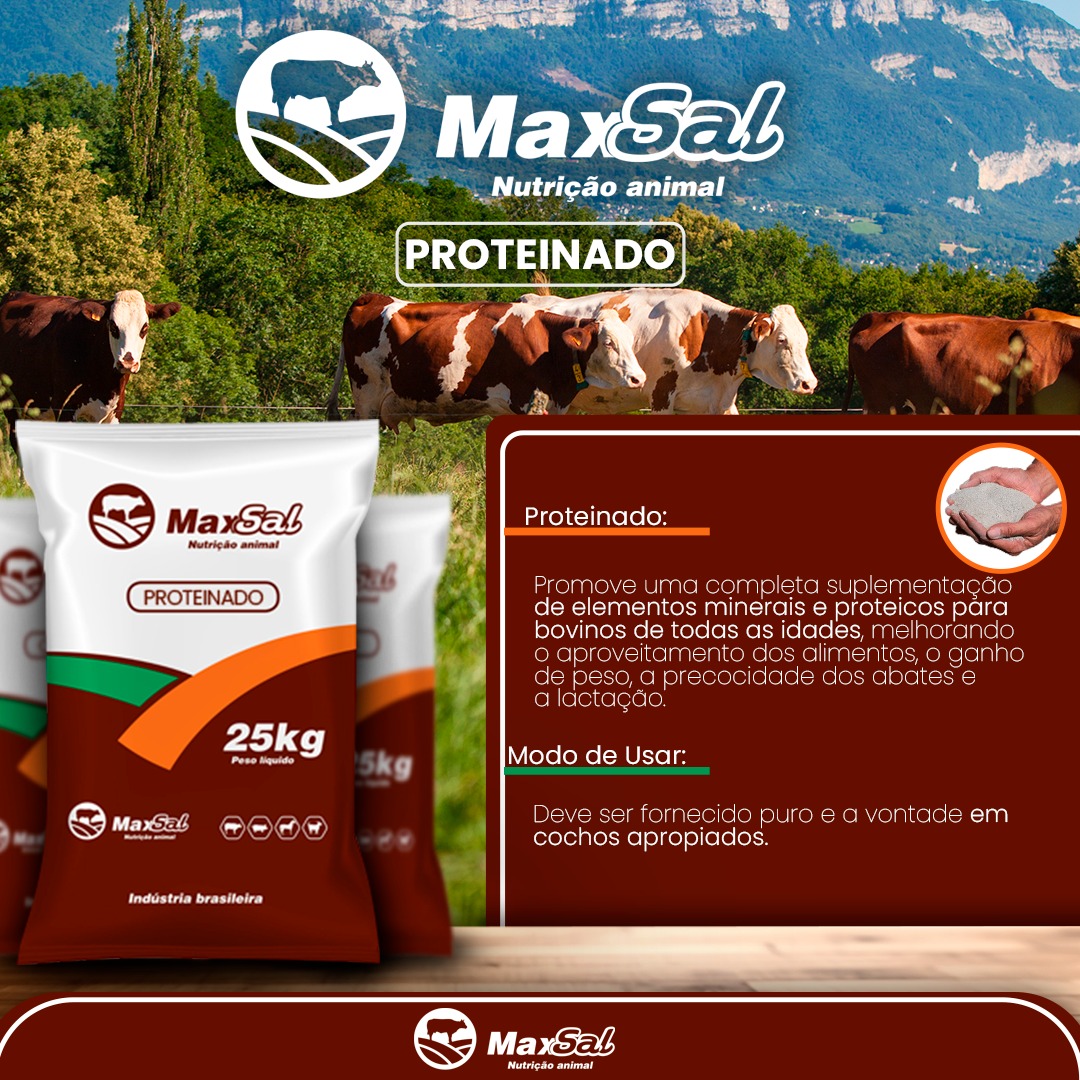 MaxSal
Nutrição animal
PROTEINADO
MaxSal
Nutrição animal
PROTEINADO
25kg
Peso líquido
MaxSal
Nutrição animal
Indústria brasileira
5kg
Proteinado:
Promove uma completa suplementação
de elementos minerais e proteicos para
bovinos de todas as idades, melhorando
o aproveitamento dos alimentos, o ganho
de peso, a precocidade dos abates e
a lactação.
Modo de Usar:
Deve ser fornecido puro e a vontade em
cochos apropiados.
MaxSal
Nutrição animal